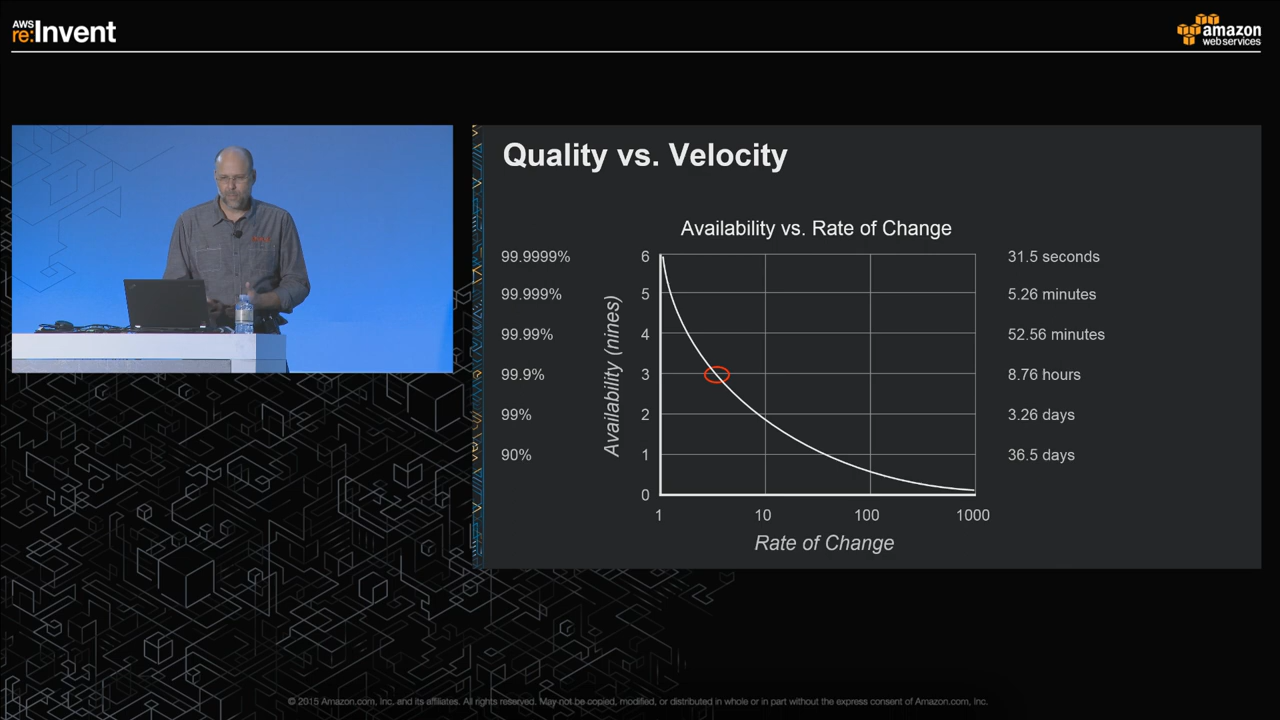 AWS
re:Invent
amazon
web services
Quality vs. Velocity
Availability vs. Rate of Change
99.9999%
99.999%
99.99%
99.9%
99%
90%
Availability (nines)
6
5
4
3
2
1
0
1 10 100 1000
Rate of Change
31.5 seconds
5.26 minutes
52.56 minutes
8.76 hours
3.26 days
36.5 days
© 2015 Amazon.com, Inc. and its affiliates. All rights reserved. May not be copied, modified, or distributed in whole or in part without the express consent of Amazon.com, Inc.